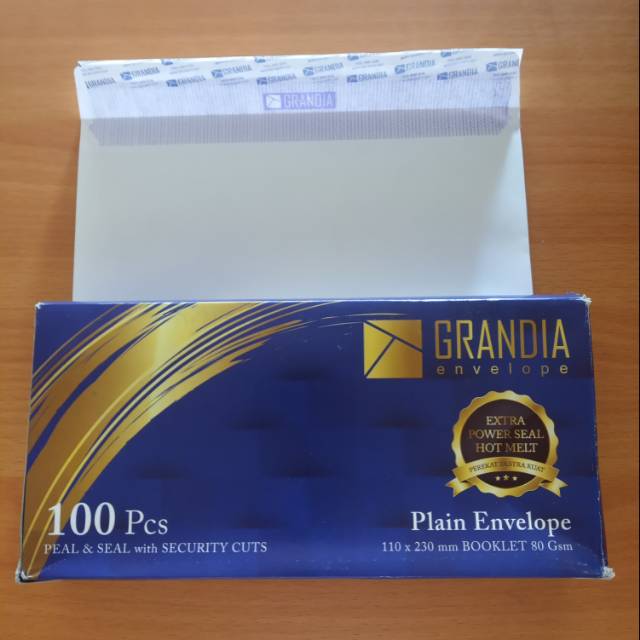 GRANDIA
GRANDIA
envelope
EXTRA
POWER SEAL
HOT MELT
PEREKAT EKSTRA KUAT
100 Pcs
PEAL & SEAL with SECURITY CUTS
Plain Envelope
110 x 230 mm BOOKLET 80 Gsm